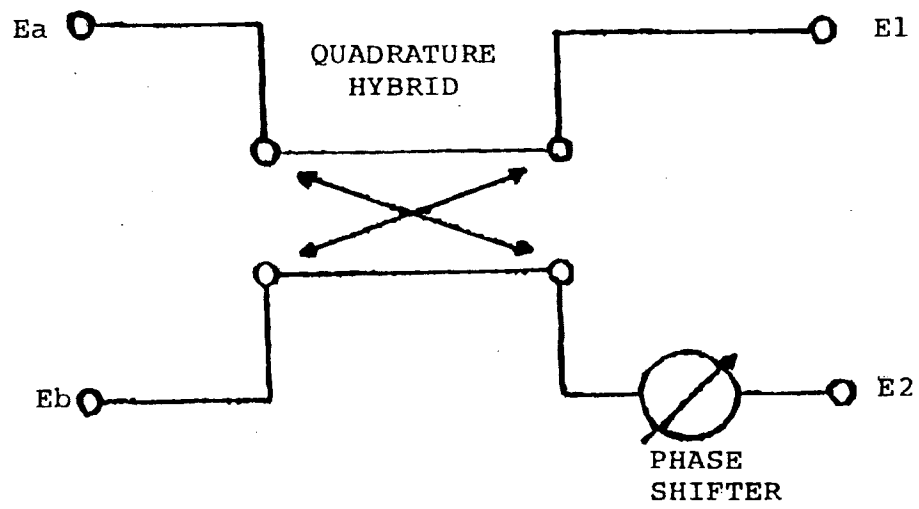 Ea
QUADRATURE
HYBRID
E1
Eb
E2
PHASE
SHIFTER